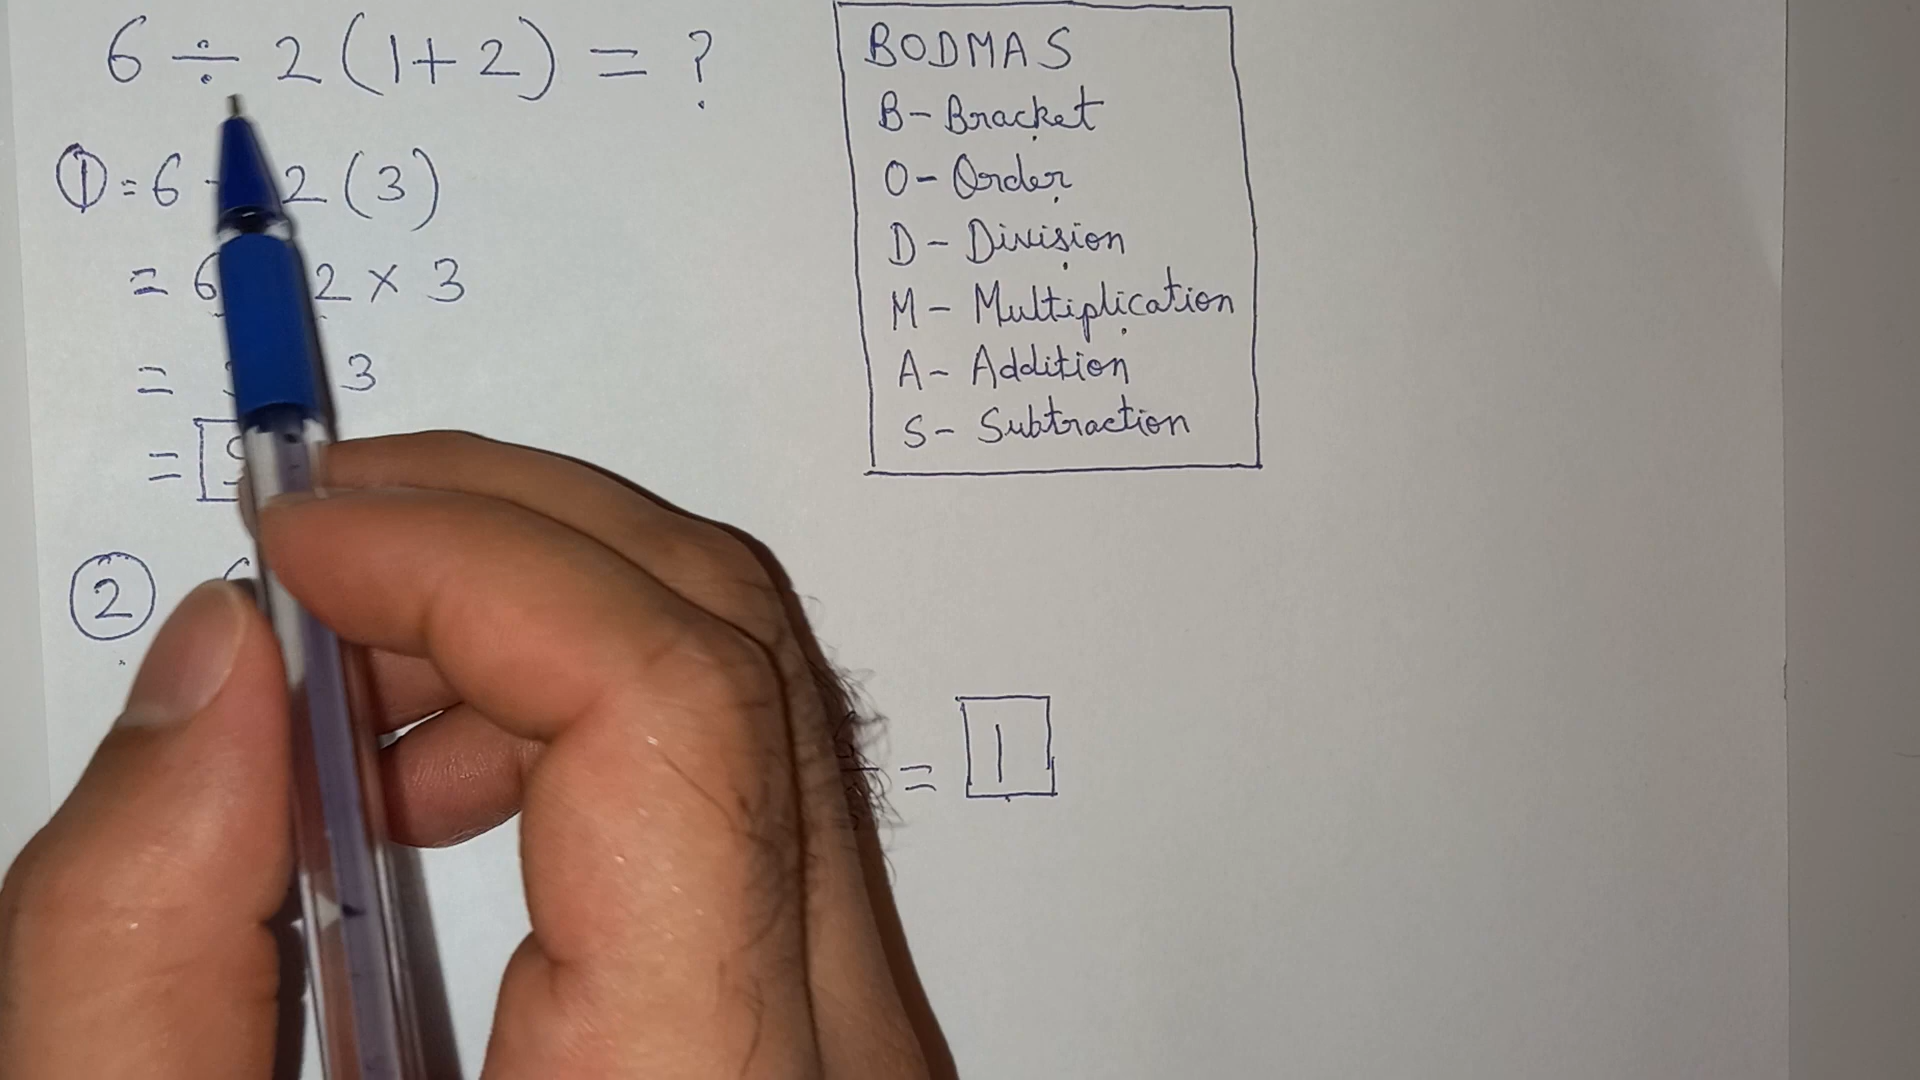 6 ÷ 2 (1+2) = ?
① = 6 2 (3)
= 6 2 × 3
= 3
=
②
= 1
BODMAS
B - Bracket
O - Order
D - Division
M - Multiplication
A - Addition
S - Subtraction